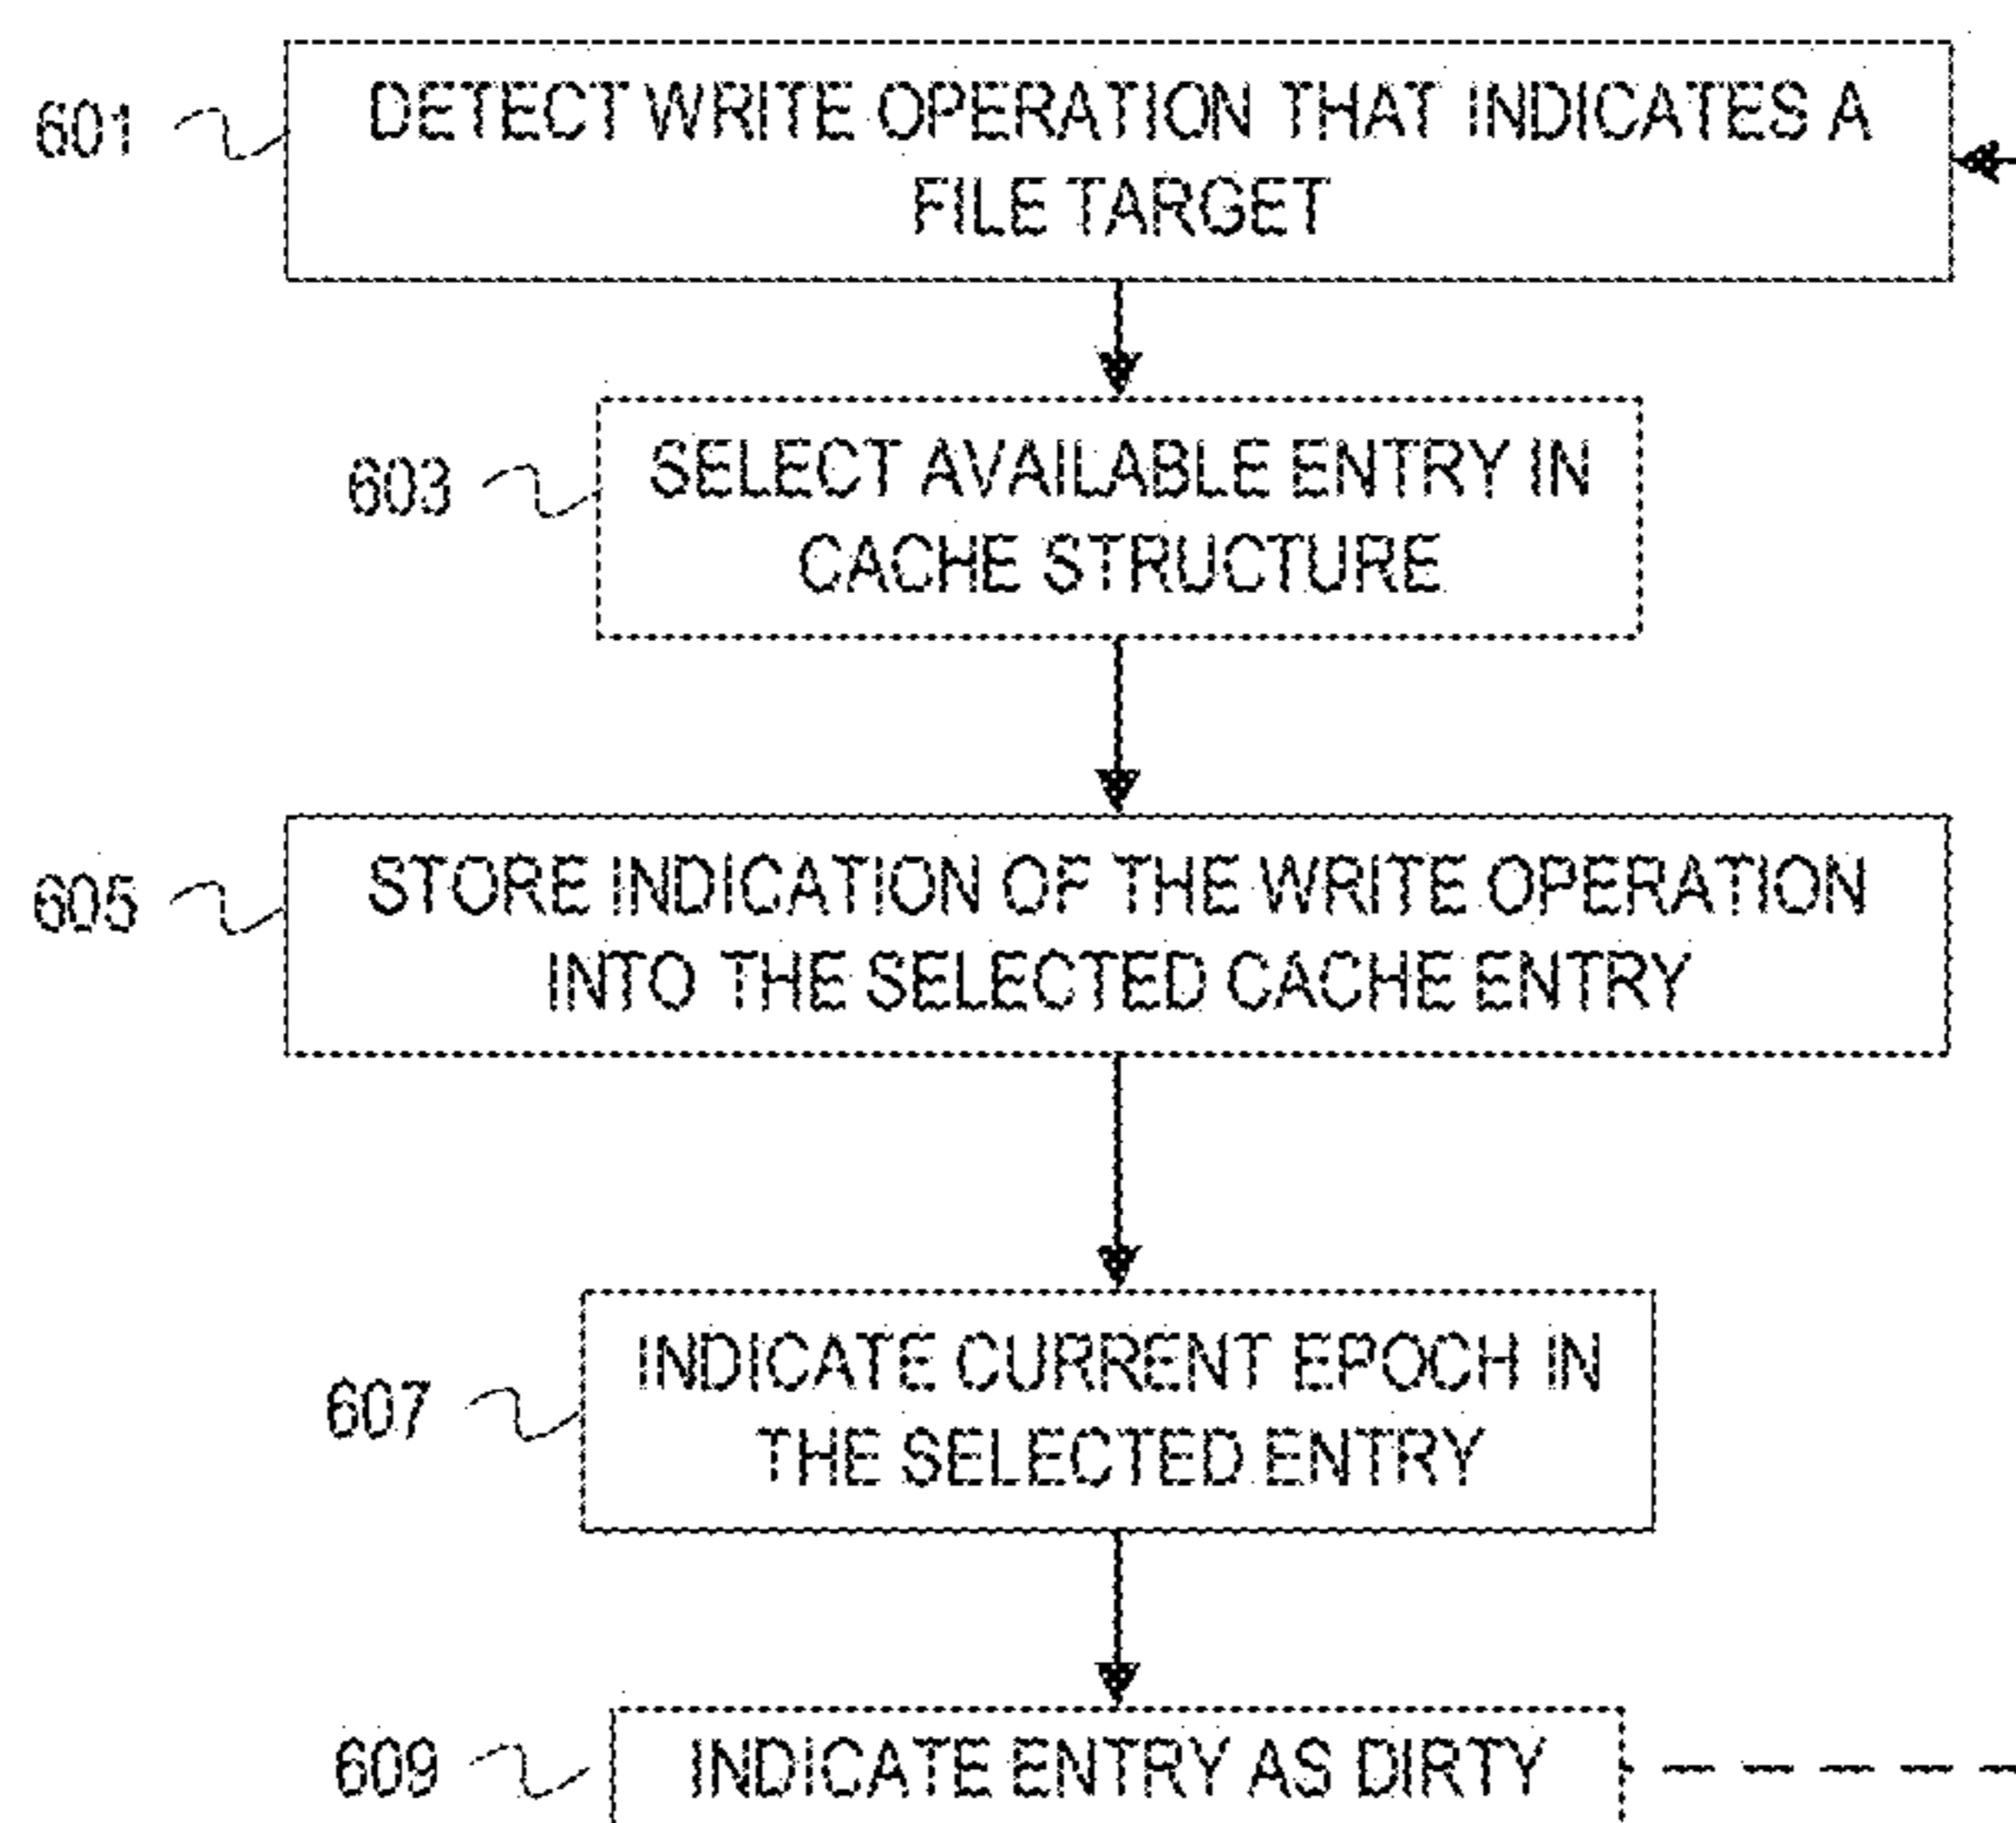 601
DETECT WRITE OPERATION THAT INDICATES A
FILE TARGET
603
SELECT AVAILABLE ENTRY IN
CACHE STRUCTURE
605
STORE INDICATION OF THE WRITE OPERATION
INTO THE SELECTED CACHE ENTRY
607
INDICATE CURRENT EPOCH IN
THE SELECTED ENTRY
609
INDICATE ENTRY AS DIRTY